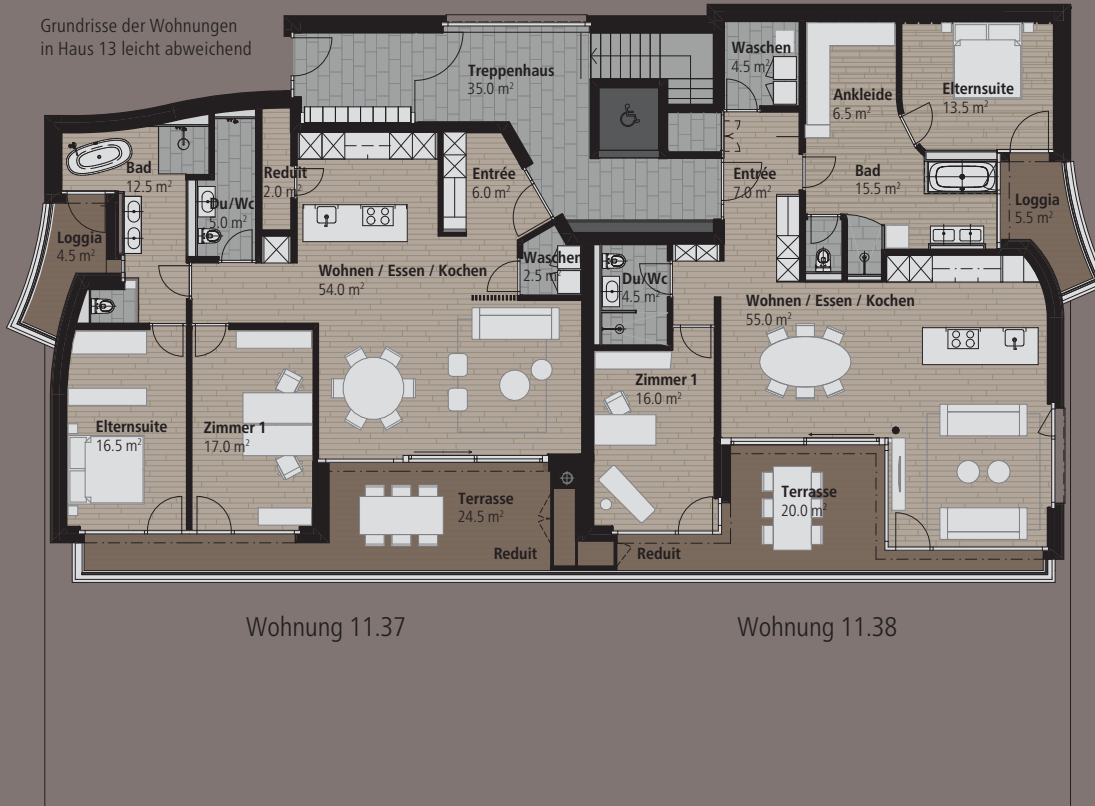 Grundrisse der Wohnungen
in Haus 13 leicht abweichend
Treppenhaus
35.0 m²
Waschen
4.5 m²
Ankleide
6.5 m²
Elternsuite
13.5 m²
Bad
12.5 m²
Reduit
2.0 m²
Du/Wc
5.0 m²
Entrée
6.0 m²
Entrée
7.0 m²
Bad
15.5 m²
Loggia
5.5 m²
Loggia
4.5 m²
Wohnen / Essen / Kochen
54.0 m²
Waschen
2.5 m²
Du/Wc
4.5 m²
Wohnen / Essen / Kochen
55.0 m²
Elternsuite
16.5 m²
Zimmer 1
17.0 m²
Zimmer 1
16.0 m²
Terrasse
24.5 m²
Terrasse
20.0 m²
Reduit
Reduit
Wohnung 11.37
Wohnung 11.38